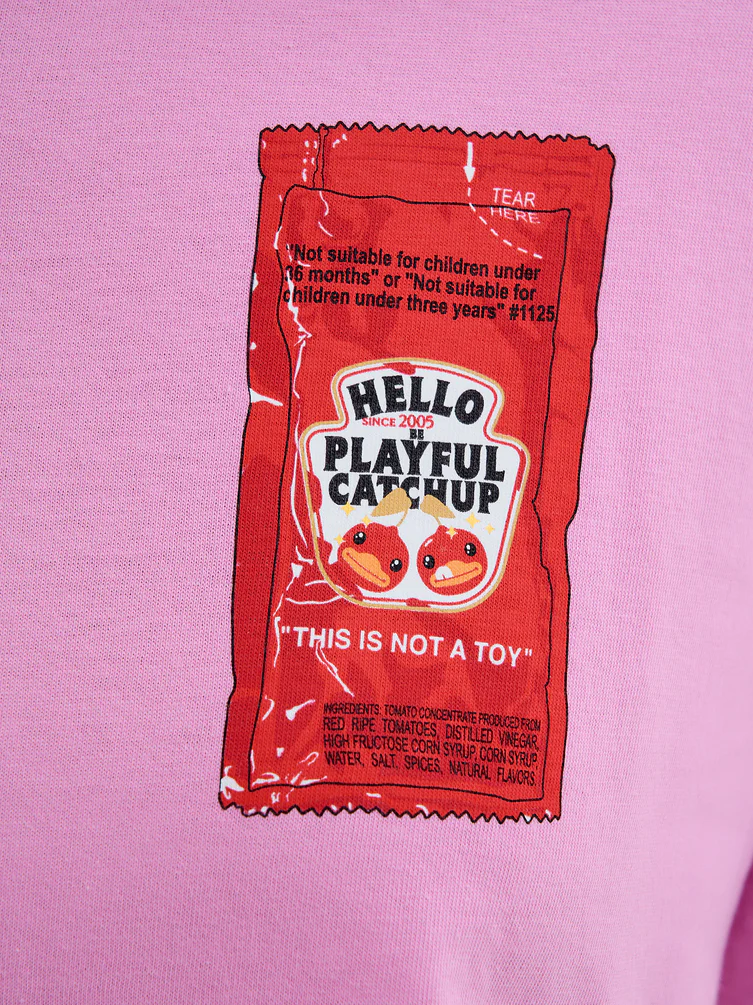 TEAR
HERE
"Not suitable for children under
36 months" or "Not suitable for
children under three years" #1125
HELLO
SINCE 2005
BE
PLAYFUL
CATCHUP
"THIS IS NOT A TOY"
INGREDIENTS: TOMATO CONCENTRATE PRODUCED FROM
RED RIPE TOMATOES, DISTILLED VINEGAR,
HIGH FRUCTOSE CORN SYRUP, CORN SYRUP,
WATER, SALT, SPICES, NATURAL FLAVORS.